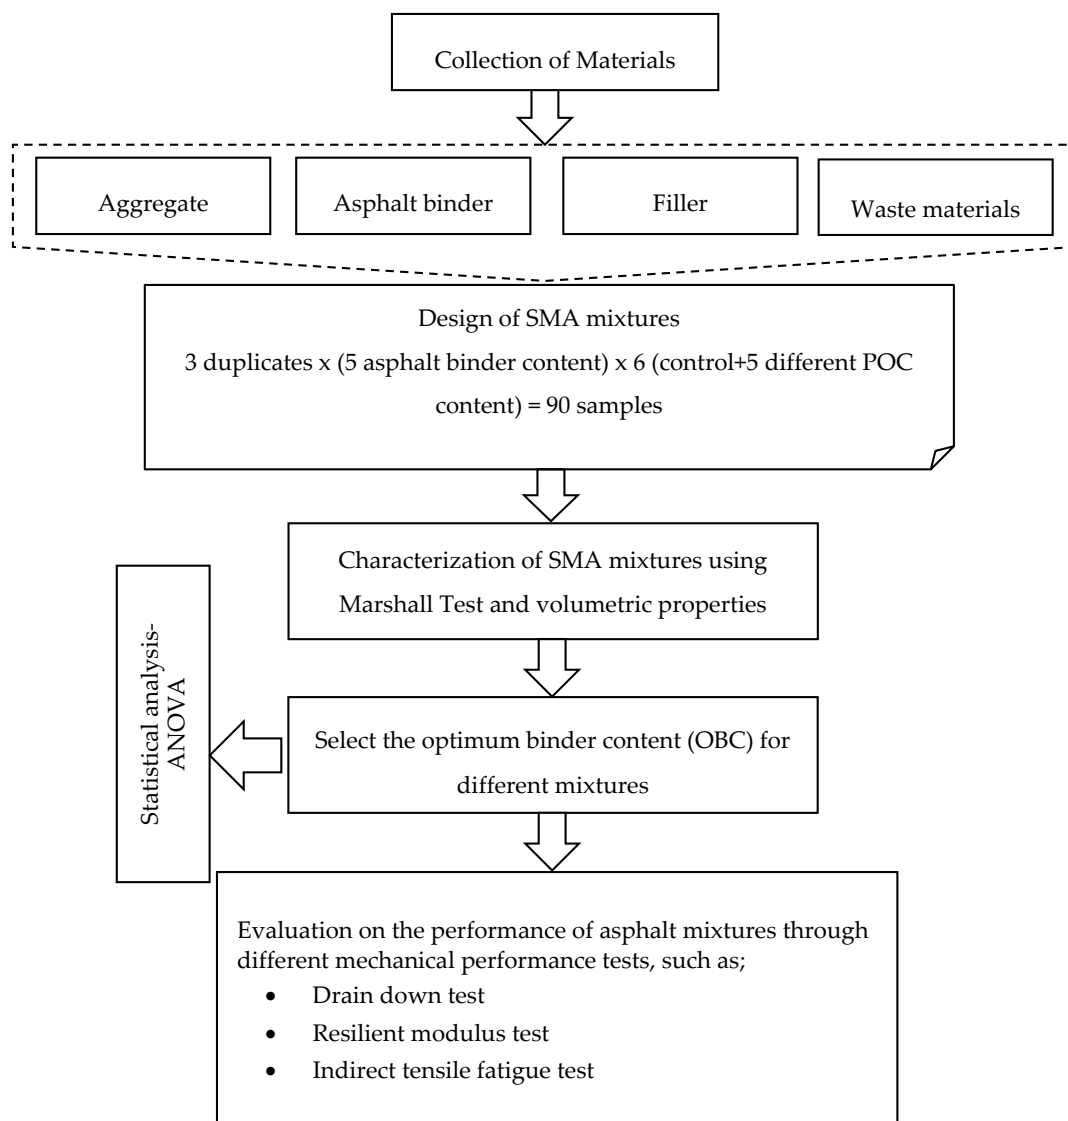 Collection of Materials
Aggregate
Asphalt binder
Filler
Waste materials
Design of SMA mixtures
3 duplicates x (5 asphalt binder content) x 6 (control+5 different POC
content) = 90 samples
Characterization of SMA mixtures using
Marshall Test and volumetric properties
Statistical analysis-
ANOVA
Select the optimum binder content (OBC) for
different mixtures
Evaluation on the performance of asphalt mixtures through
different mechanical performance tests, such as;
• Drain down test
• Resilient modulus test
• Indirect tensile fatigue test